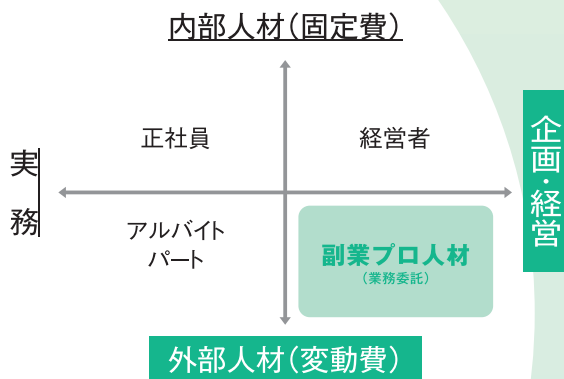 内部人材（固定費）
正社員
経営者
実務
企画・経営
アルバイト
パート
副業プロ人材
（業務委託）
外部人材（変動費）